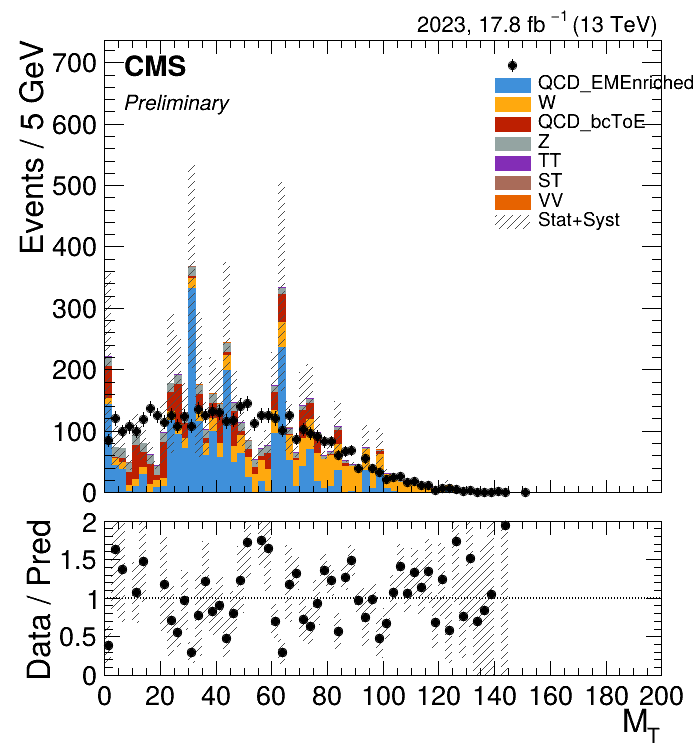 2023, 17.8 fb⁻¹ (13 TeV)
CMS
Preliminary
Events / 5 GeV
700
600
500
400
300
200
100
0
QCD_EMEnriched
W
QCD_bcToE
Z
TT
ST
VV
Stat+Syst
Data / Pred
2
1.5
1
0.5
0
0 20 40 60 80 100 120 140 160 180 200
M_T